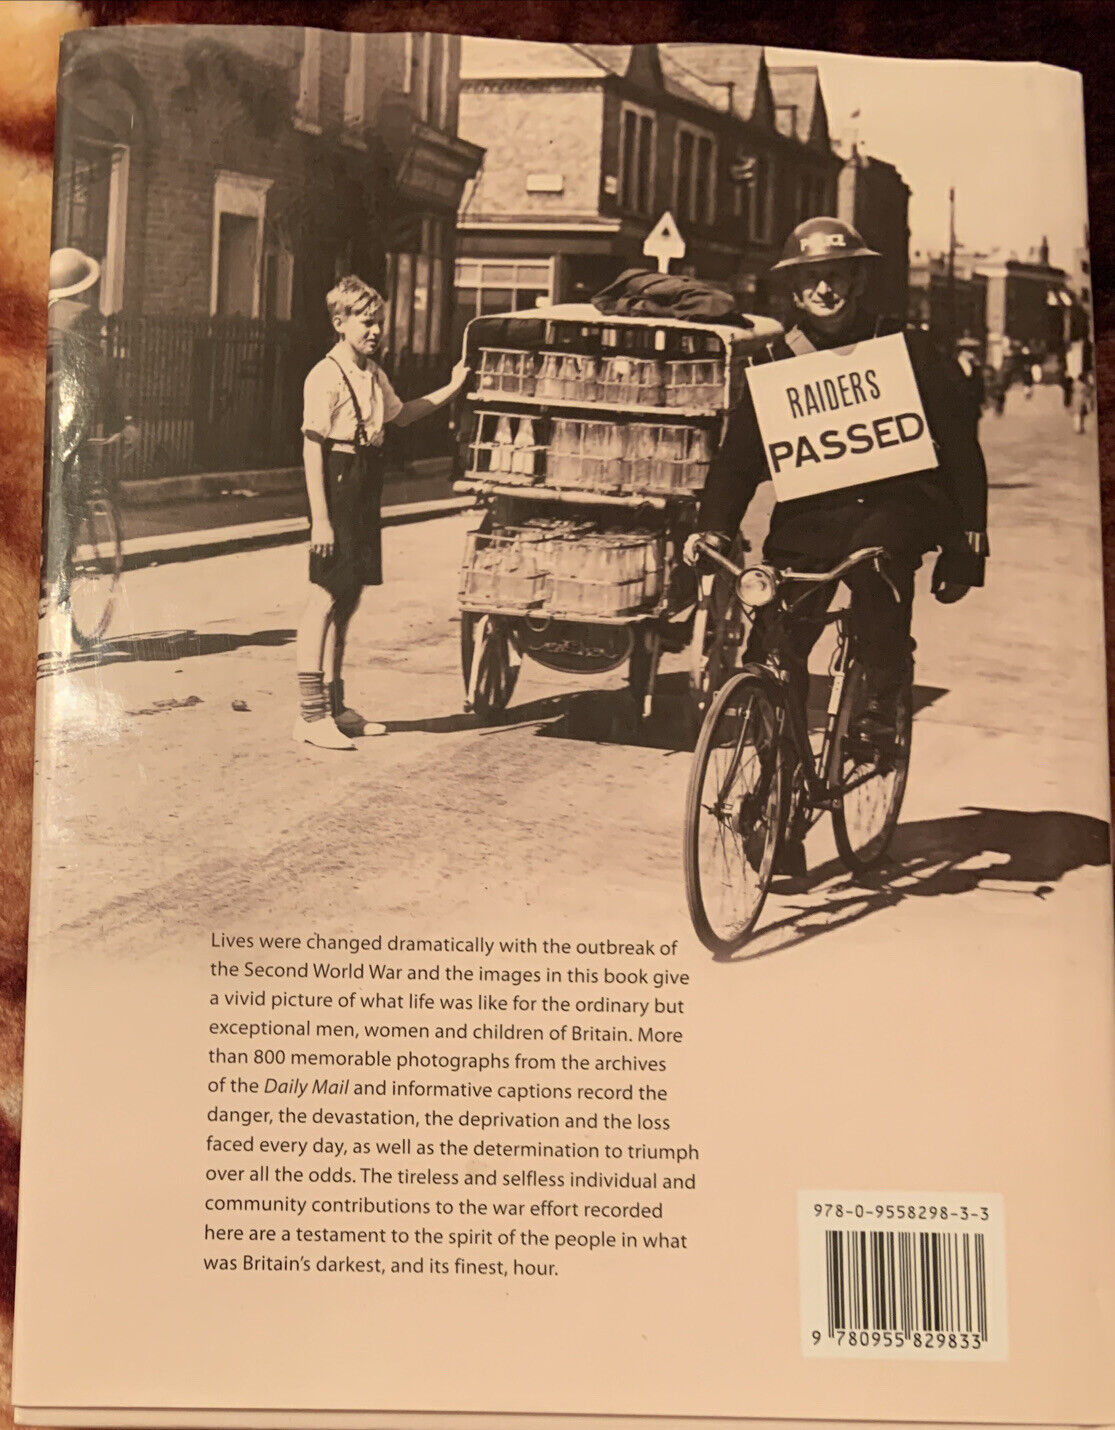 POLICE
RAIDERS
PASSED
Lives were changed dramatically with the outbreak of
the Second World War and the images in this book give
a vivid picture of what life was like for the ordinary but
exceptional men, women and children of Britain. More
than 800 memorable photographs from the archives
of the Daily Mail and informative captions record the
danger, the devastation, the deprivation and the loss
faced every day, as well as the determination to triumph
over all the odds. The tireless and selfless individual and
community contributions to the war effort recorded
here are a testament to the spirit of the people in what
was Britain's darkest, and its finest, hour.
978-0-9558298-3-3
9 780955 829833